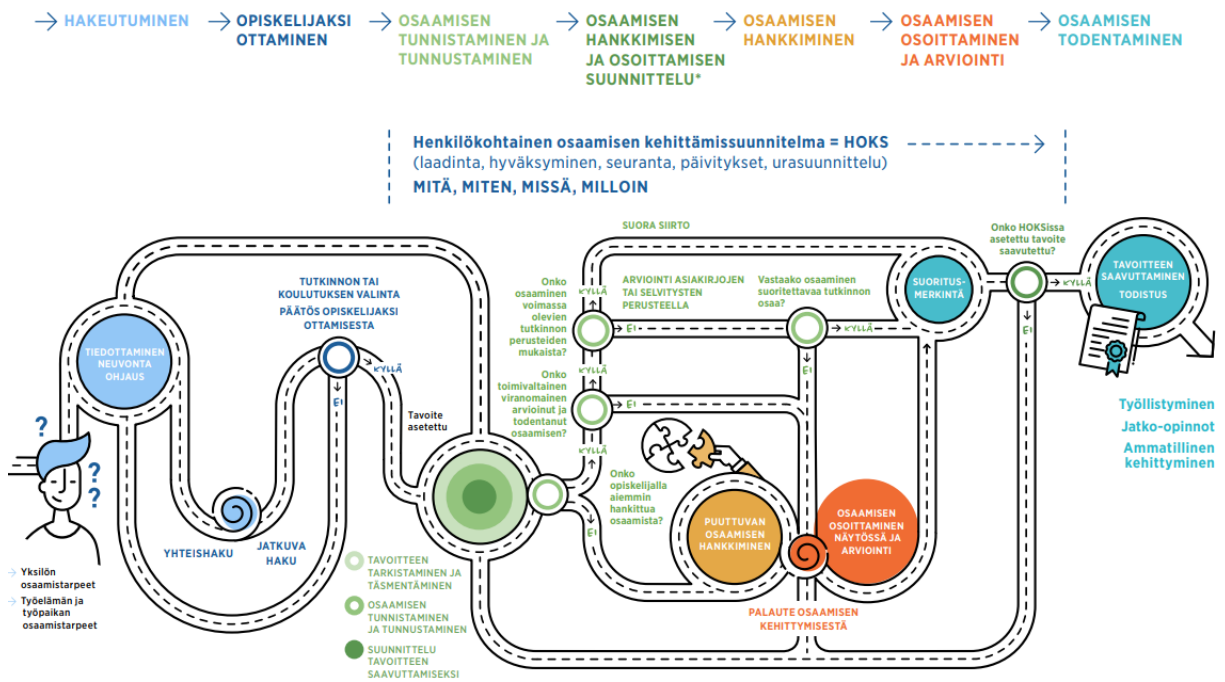 → HAKEUTUMINEN
→ OPISKELIJAKSI
OTTAMINEN
→ OSAAMISEN
TUNNISTAMINEN JA
TUNNUSTAMINEN
→ OSAAMISEN
HANKKIMISEN
JA OSOITTAMISEN
SUUNNITTELU*
→ OSAAMISEN
HANKKIMINEN
→ OSAAMISEN
OSOITTAMINEN
JA ARVIOINTI
→ OSAAMISEN
TODENTAMINEN
Henkilökohtainen osaamisen kehittämissuunnitelma = HOKS
(laadinta, hyväksyminen, seuranta, päivitykset, urasuunnittelu)
MITÄ, MITEN, MISSÄ, MILLOIN
TIEDOTTAMINEN
NEUVONTA
OHJAUS
?
?
?
→ Yksilön
osaamistarpeet
→ Työelämän ja
työpaikan
osaamistarpeet
YHTEISHAKU
JATKUVA
HAKU
TUTKINNON TAI
KOULUTUKSEN VALINTA
PÄÄTÖS OPISKELIJAKSI
OTTAMISESTA
→ KYLLÄ
→ EI
Tavoite
asetettu
TAVOITTEEN
TARKISTAMINEN JA
TÄSMENTÄMINEN
OSAAMISEN
TUNNISTAMINEN
JA TUNNUSTAMINEN
SUUNNITTELU
TAVOITTEEN
SAAVUTTAMISEKSI
Onko
opiskelijalla
aiemmin
hankittua
osaamista?
KYLLÄ →
→ EI
Onko
toimivaltainen
viranomainen
arvioinut ja
todentanut
osaamisen?
KYLLÄ →
→ EI
Onko
osaaminen
voimassa
olevien
tutkinnon
perusteiden
mukaista?
KYLLÄ →
→ EI
SUORA SIIRTO
ARVIOINTI ASIAKIRJOJEN
TAI SELVITYSTEN
PERUSTEELLA
Vastaako osaaminen
suoritettavaa tutkinnon
osaa?
→ KYLLÄ
→ EI
PUUTTUVAN
OSAAMISEN
HANKKIMINEN
OSAAMISEN
OSOITTAMINEN
NÄYTÖSSÄ JA
ARVIOINTI
PALAUTE OSAAMISEN
KEHITTYMISESTÄ
SUORITUS-
MERKINTÄ
Onko HOKSissa
asetettu tavoite
saavutettu?
→ KYLLÄ
→ EI
TAVOITTEEN
SAAVUTTAMINEN
TODISTUS
Työllistyminen
Jatko-opinnot
Ammatillinen
kehittyminen